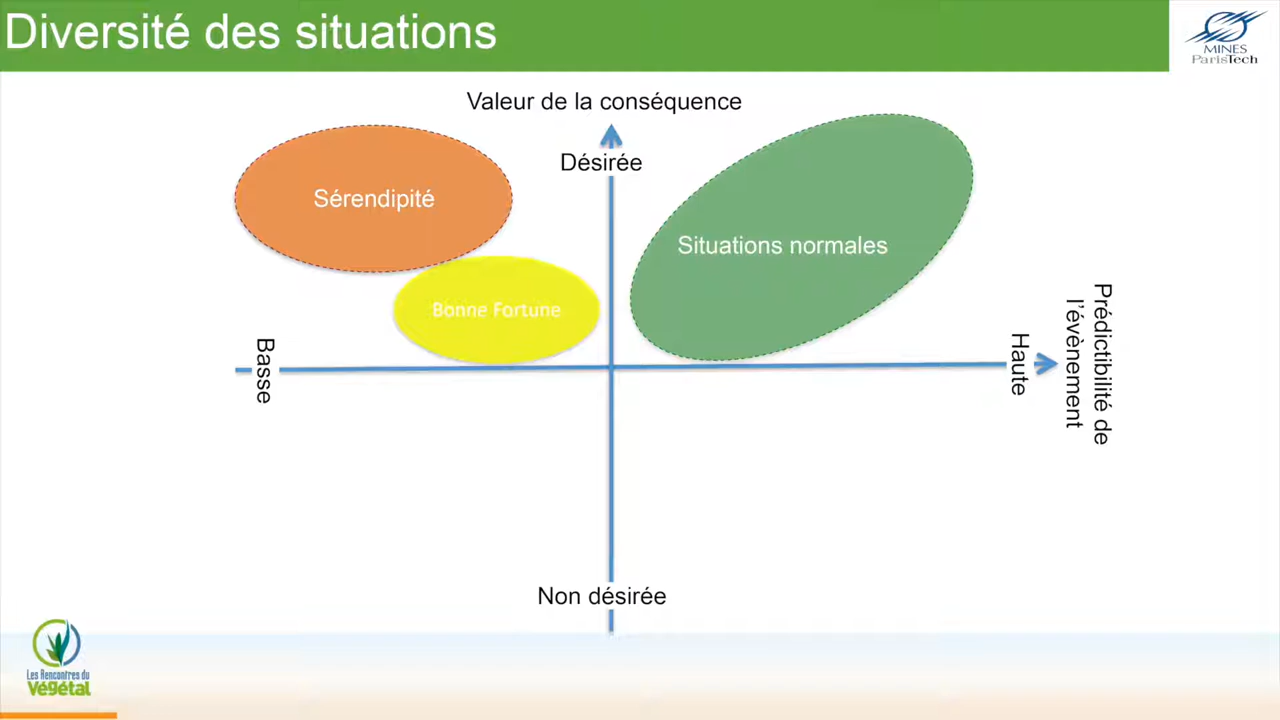 Diversité des situations
MINES
ParisTech
Valeur de la conséquence
Désirée
Sérendipité
Situations normales
Bonne Fortune
Basse
Haute
Prédictibilité de
l'évènement
Non désirée
Les Rencontres du
Végétal